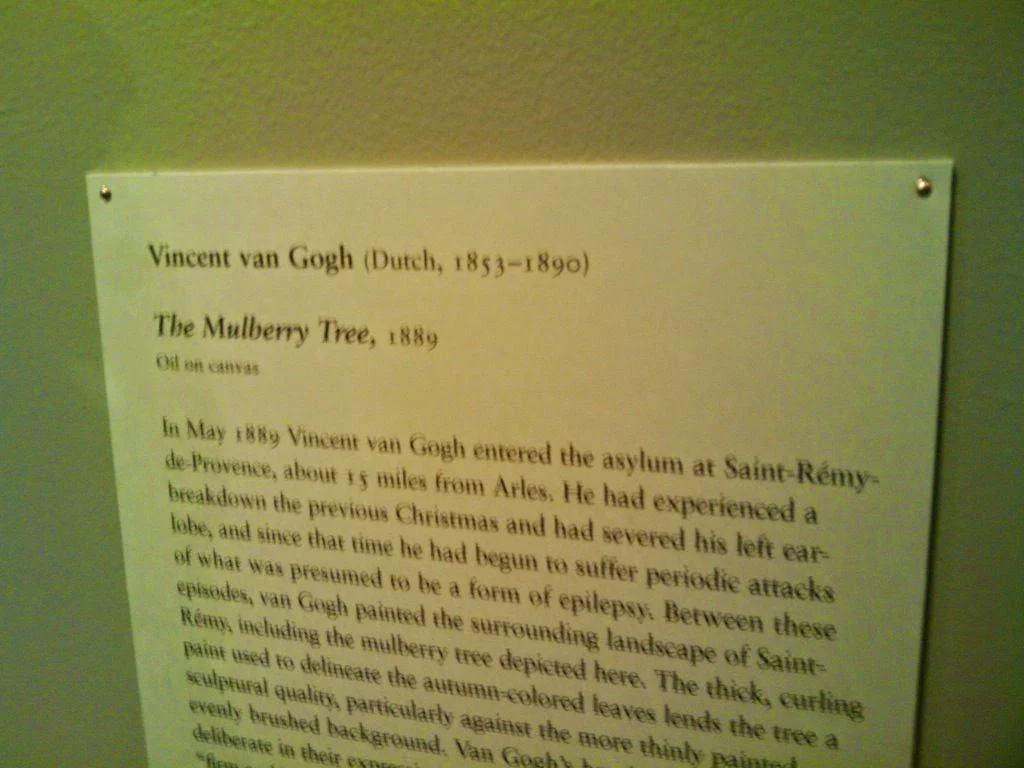 Vincent van Gogh (Dutch, 1853–1890)
The Mulberry Tree, 1889
Oil on canvas
In May 1889 Vincent van Gogh entered the asylum at Saint-Rémy-
de-Provence, about 15 miles from Arles. He had experienced a
breakdown the previous Christmas and had severed his left ear-
lobe, and since that time he had begun to suffer periodic attacks
of what was presumed to be a form of epilepsy. Between these
episodes, van Gogh painted the surrounding landscape of Saint-
Rémy, including the mulberry tree depicted here. The thick, curling
paint used to delineate the autumn-colored leaves lends the tree a
sculptural quality, particularly against the more thinly painted,
evenly brushed background. Van Gogh's
deliberate in their
"firm